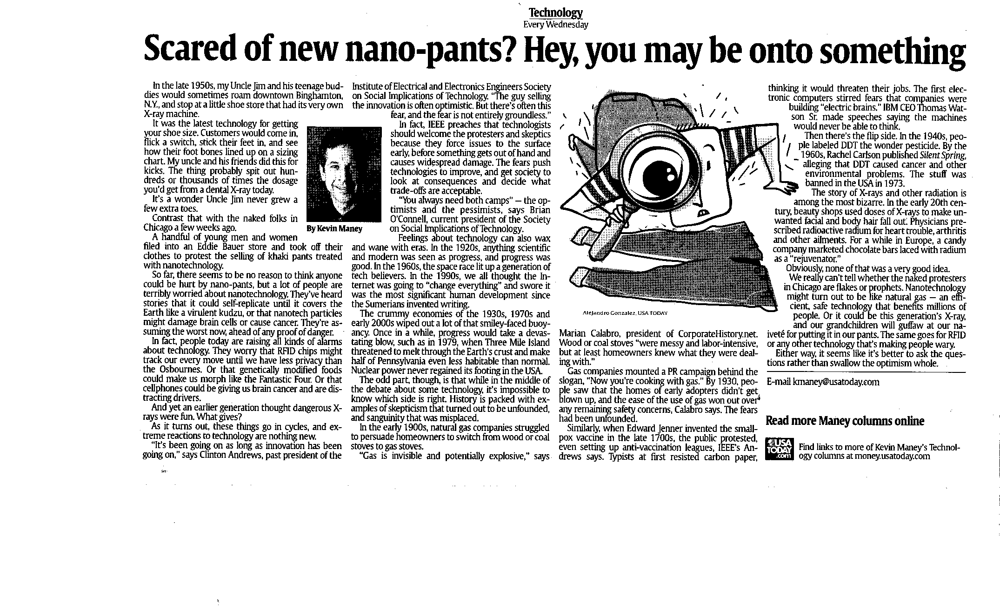 Technology
Every Wednesday
Scared of new nano-pants? Hey, you may be onto something
In the late 1950s, my Uncle Jim and his teenage bud-
dies would sometimes roam downtown Binghamton,
N.Y., and stop at a little shoe store that had its very own
X-ray machine.
It was the latest technology for getting
your shoe size. Customers would come in,
flick a switch, stick their feet in, and see
how their foot bones lined up on a sizing
chart. My uncle and his friends did this for
kicks. The thing probably spit out hun-
dreds or thousands of times the dosage
you'd get from a dental X-ray today.
It's a wonder Uncle Jim never grew a
few extra toes.
Contrast that with the naked folks in
Chicago a few weeks ago.
A handful of young men and women
filed into an Eddie Bauer store and took off their
clothes to protest the selling of khaki pants treated
with nanotechnology.
So far, there seems to be no reason to think anyone
could be hurt by nano-pants, but a lot of people are
terribly worried about nanotechnology. They've heard
stories that it could self-replicate until it covers the
Earth like a virulent kudzu, or that nanotech particles
might damage brain cells or cause cancer. They're as-
suming the worst now, ahead of any proof of danger.
In fact, people today are raising all kinds of alarms
about technology. They worry that RFID chips might
track our every move until we have less privacy than
the Osbournes. Or that genetically modified foods
could make us morph like the Fantastic Four. Or that
cellphones could be giving us brain cancer and are dis-
tracting drivers.
And yet an earlier generation thought dangerous X-
rays were fun. What gives?
As it turns out, these things go in cycles, and ex-
treme reactions to technology are nothing new.
"It's been going on as long as innovation has been
going on," says Clinton Andrews, past president of the
By Kevin Maney
Institute of Electrical and Electronics Engineers Society
on Social Implications of Technology. "The guy selling
the innovation is often optimistic. But there's often this
fear, and the fear is not entirely groundless."
In fact, IEEE preaches that technologists
should welcome the protesters and skeptics
because they force issues to the surface
early, before something gets out of hand and
causes widespread damage. The fears push
technologies to improve, and get society to
look at consequences and decide what
trade-offs are acceptable.
"You always need both camps" — the op-
timists and the pessimists, says Brian
O'Connell, current president of the Society
on Social Implications of Technology.
Feelings about technology can also wax
and wane with eras. In the 1920s, anything scientific
and modern was seen as progress, and progress was
good. In the 1960s, the space race lit up a generation of
tech believers. In the 1990s, we all thought the In-
ternet was going to "change everything" and swore it
was the most significant human development since
the Sumerians invented writing.
The crummy economies of the 1930s, 1970s and
early 2000s wiped out a lot of that smiley-faced buoy-
ancy. Once in a while, progress would take a devas-
tating blow, such as in 1979, when Three Mile Island
threatened to melt through the Earth's crust and make
half of Pennsylvania even less habitable than normal.
Nuclear power never regained its footing in the USA.
The odd part, though, is that while in the middle of
the debate about some technology, it's impossible to
know which side is right. History is packed with ex-
amples of skepticism that turned out to be unfounded,
and sanguinity that was misplaced.
In the early 1900s, natural gas companies struggled
to persuade homeowners to switch from wood or coal
stoves to gas stoves.
"Gas is invisible and potentially explosive," says
Alejandro Gonzalez, USA TODAY
Marian Calabro, president of CorporateHistory.net.
Wood or coal stoves "were messy and labor-intensive,
but at least homeowners knew what they were deal-
ing with."
Gas companies mounted a PR campaign behind the
slogan, "Now you're cooking with gas." By 1930, peo-
ple saw that the homes of early adopters didn't get
blown up, and the ease of the use of gas won out over
any remaining safety concerns, Calabro says. The fears
had been unfounded.
Similarly, when Edward Jenner invented the small-
pox vaccine in the late 1700s, the public protested,
even setting up anti-vaccination leagues, IEEE's An-
drews says. Typists at first resisted carbon paper,
thinking it would threaten their jobs. The first elec-
tronic computers stirred fears that companies were
building "electric brains." IBM CEO Thomas Wat-
son Sr. made speeches saying the machines
would never be able to think.
Then there's the flip side. In the 1940s, peo-
ple labeled DDT the wonder pesticide. By the
1960s, Rachel Carlson published Silent Spring,
alleging that DDT caused cancer and other
environmental problems. The stuff was
banned in the USA in 1973.
The story of X-rays and other radiation is
among the most bizarre. In the early 20th cen-
tury, beauty shops used doses of X-rays to make un-
wanted facial and body hair fall out. Physicians pre-
scribed radioactive radium for heart trouble, arthritis
and other ailments. For a while in Europe, a candy
company marketed chocolate bars laced with radium
as a "rejuvenator."
Obviously, none of that was a very good idea.
We really can't tell whether the naked protesters
in Chicago are flakes or prophets. Nanotechnology
might turn out to be like natural gas — an effi-
cient, safe technology that benefits millions of
people. Or it could be this generation's X-ray,
and our grandchildren will guffaw at our na-
iveté for putting it in our pants. The same goes for RFID
or any other technology that's making people wary.
Either way, it seems like it's better to ask the ques-
tions rather than swallow the optimism whole.
E-mail kmaney@usatoday.com
Read more Maney columns online
USA
TODAY
.com
Find links to more of Kevin Maney's Technol-
ogy columns at money.usatoday.com